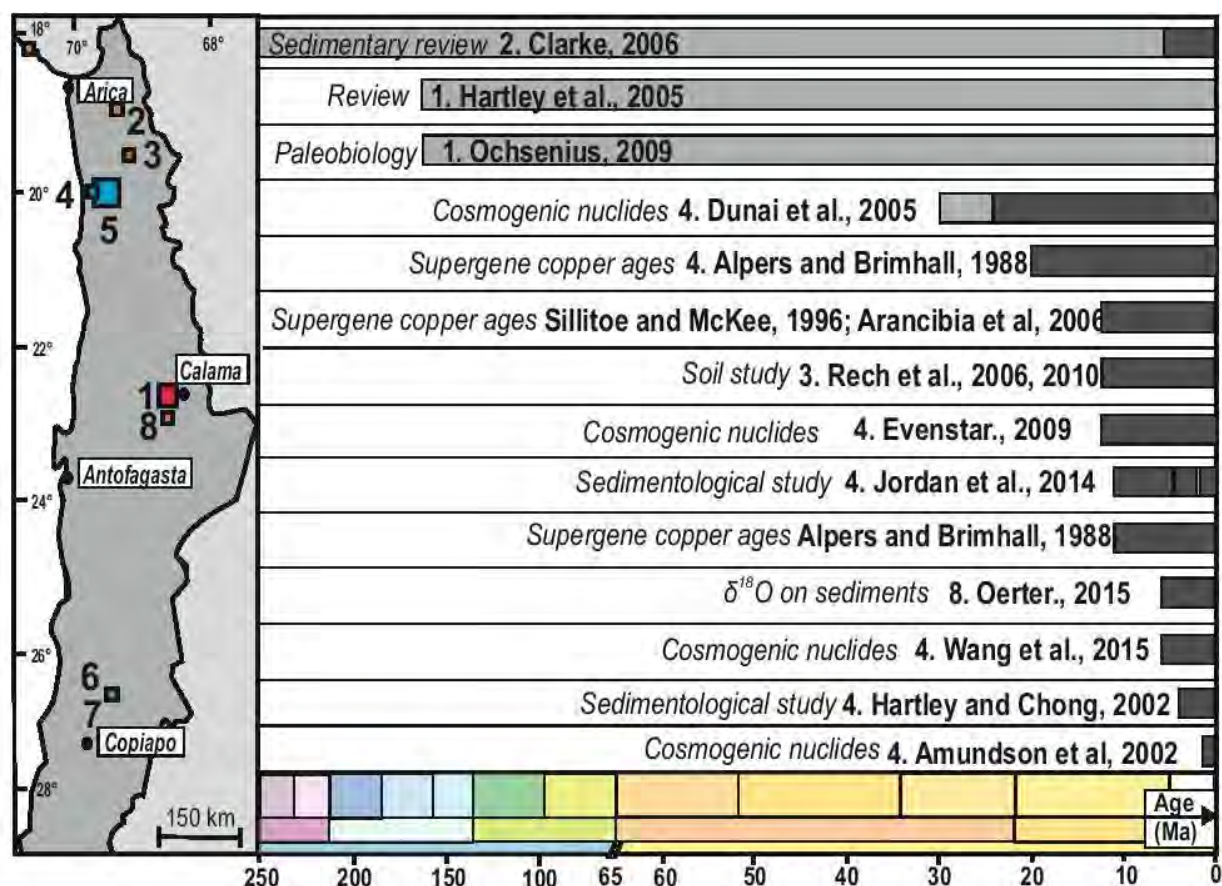 18°
70°
68°
Arica
2
3
20°
4
5
22°
Calama
1
8
Antofagasta
24°
26°
6
7
Copiapo
28°
150 km
Sedimentary review 2. Clarke, 2006
Review 1. Hartley et al., 2005
Paleobiology 1. Ochsenius, 2009
Cosmogenic nuclides 4. Dunai et al., 2005
Supergene copper ages 4. Alpers and Brimhall, 1988
Supergene copper ages Sillitoe and McKee, 1996; Arancibia et al, 2006
Soil study 3. Rech et al., 2006, 2010
Cosmogenic nuclides 4. Evenstar., 2009
Sedimentological study 4. Jordan et al., 2014
Supergene copper ages Alpers and Brimhall, 1988
δ¹⁸O on sediments 8. Oerter., 2015
Cosmogenic nuclides 4. Wang et al., 2015
Sedimentological study 4. Hartley and Chong, 2002
Cosmogenic nuclides 4. Amundson et al, 2002
Age
(Ma)
250 200 150 100 65 60 50 40 30 20 10 0